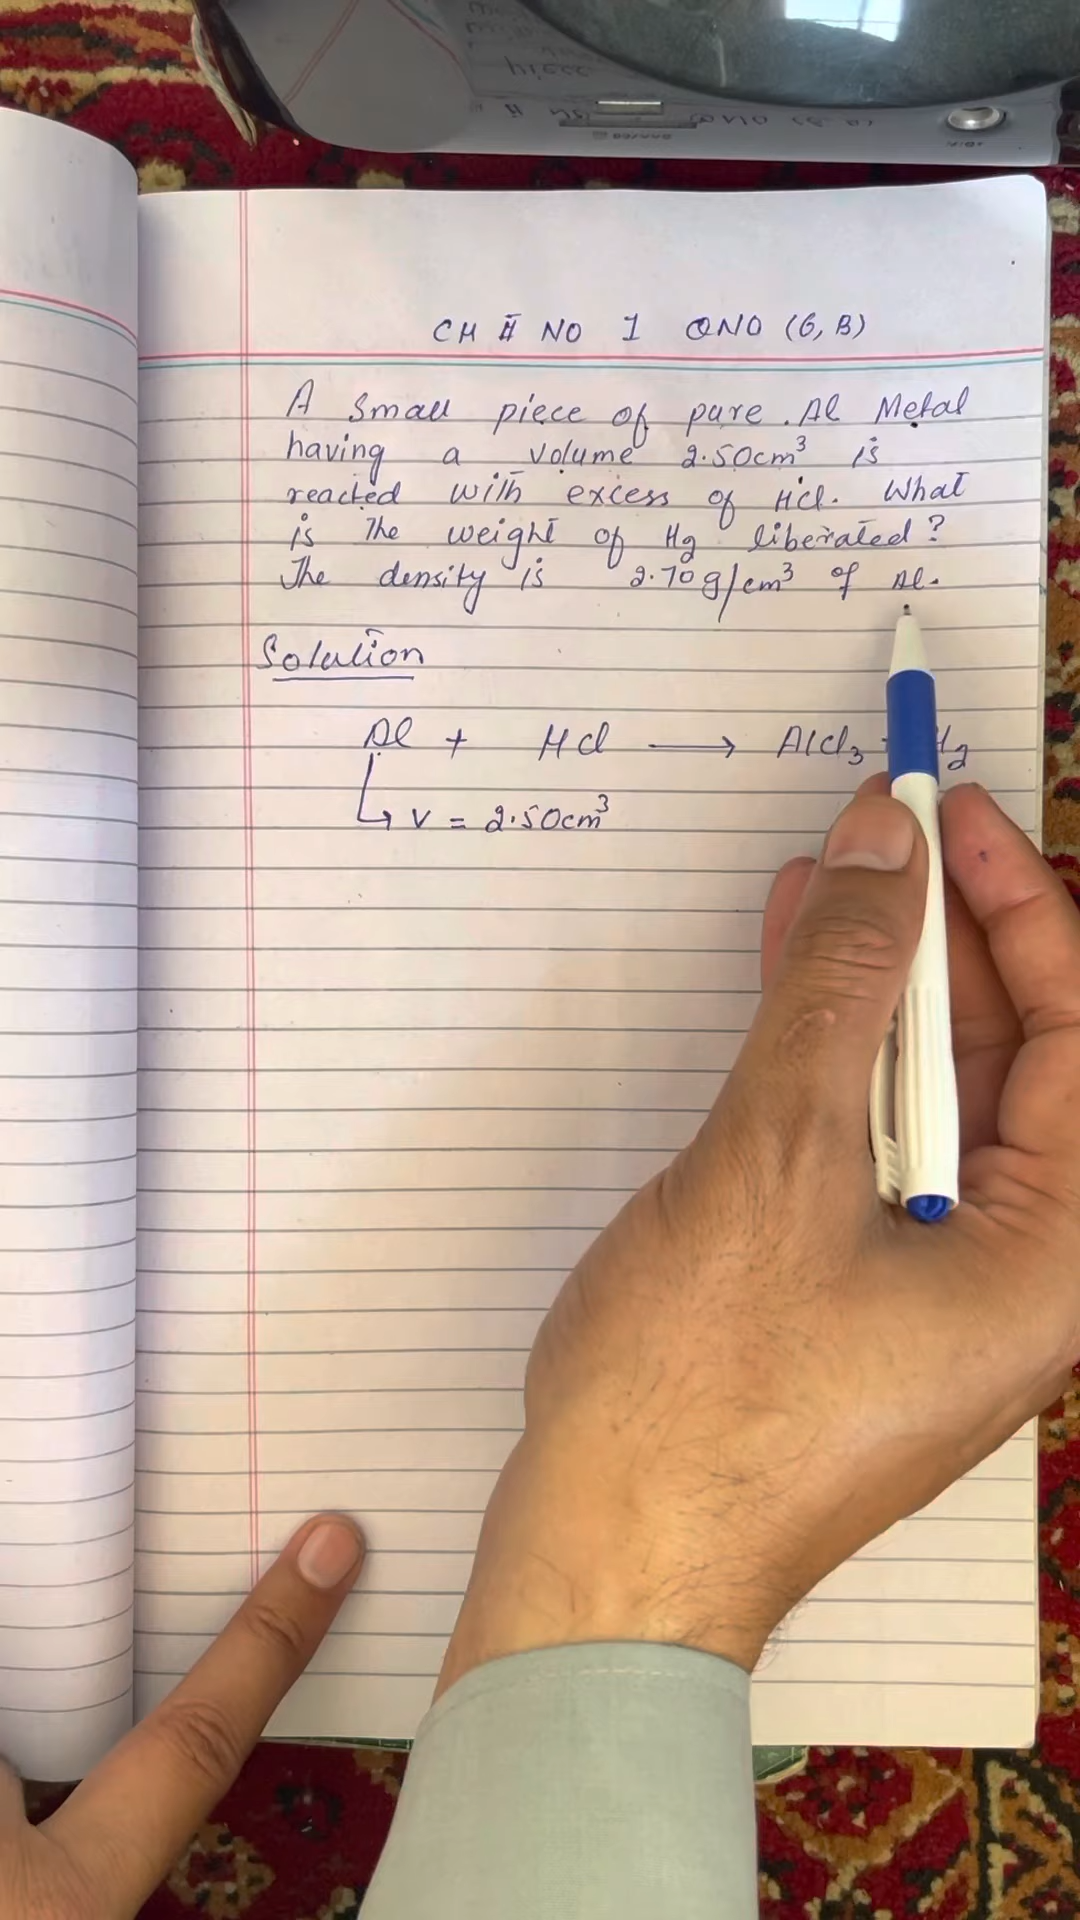 CH # NO 1 QNO (6, B)
A small piece of pure Al Metal
having a volume 2.50cm³ is
reacted with excess of HCl. What
is The weight of H₂ liberated?
The density is 2.70g/cm³ of Al.
Solution
Al + HCl → AlCl₃ H₂
V = 2.50cm³